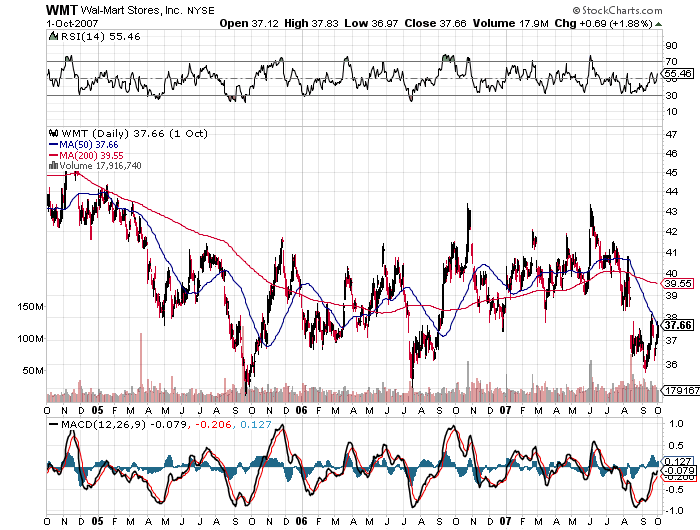 WMT Wal-Mart Stores, Inc. NYSE © StockCharts.com
1-Oct-2007 Open 37.12 High 37.83 Low 36.97 Close 37.66 Volume 17.9M Chg +0.69 (+1.88%)
RSI(14) 55.46
90
70
55.46
50
30
10
WMT (Daily) 37.66 (1 Oct)
MA(50) 37.66
MA(200) 39.55
Volume 17,916,740
47
46
45
44
43
42
41
40
39.55
39
150M
38
37.66
100M
37
36
50M
179167
O N D 05 F M A M J J A S O N D 06 F M A M J J A S O N D 07 F M A M J J A S O
MACD(12,26,9) -0.079, -0.206, 0.127
1.0
0.5
0.127
-0.079
-0.206
-0.5
-1.0
O N D 05 F M A M J J A S O N D 06 F M A M J J A S O N D 07 F M A M J J A S O